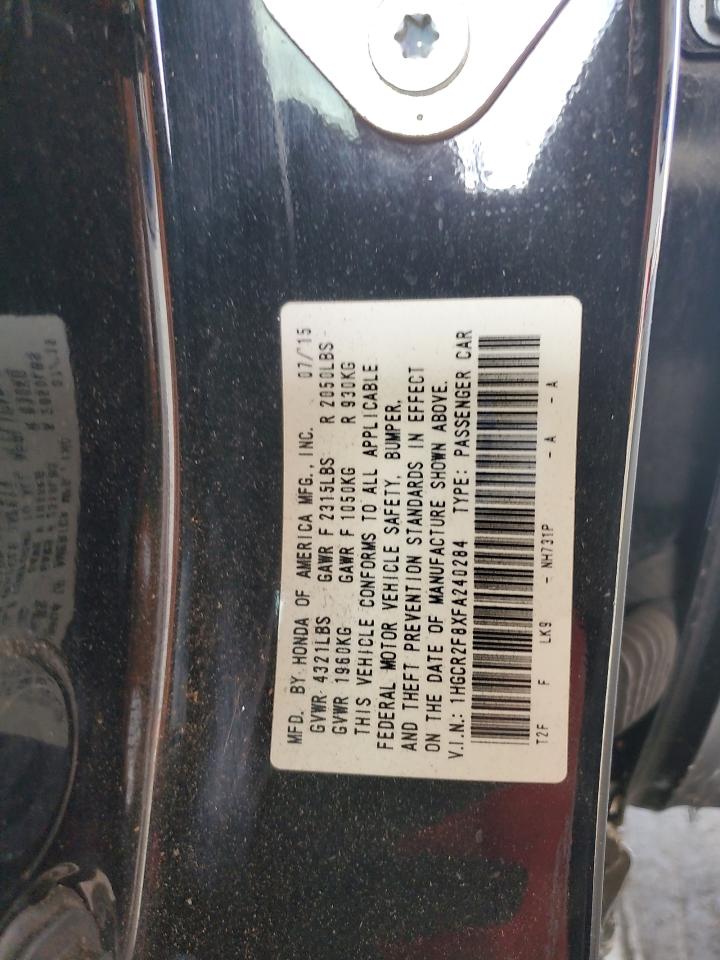 MFD. BY HONDA OF AMERICA MFG., INC. 07/15
GVWR 4321LBS GAWR F 2315LBS R 2050LBS
GVWR 1960KG GAWR F 1050KG R 930KG
THIS VEHICLE CONFORMS TO ALL APPLICABLE
FEDERAL MOTOR VEHICLE SAFETY, BUMPER,
AND THEFT PREVENTION STANDARDS IN EFFECT
ON THE DATE OF MANUFACTURE SHOWN ABOVE.
V.I.N.: 1HGCR2F8XFA240284 TYPE: PASSENGER CAR
T2F F LK9 - NH731P -A -A